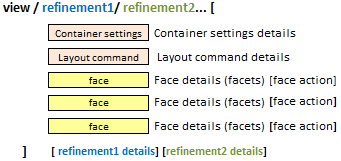 view / refinement1/ refinement2... [
Container settings Container settings details
Layout command Layout command details
face Face details (facets) [face action]
face Face details (facets) [face action]
face Face details (facets) [face action]
] [ refinement1 details] [refinement2 details]